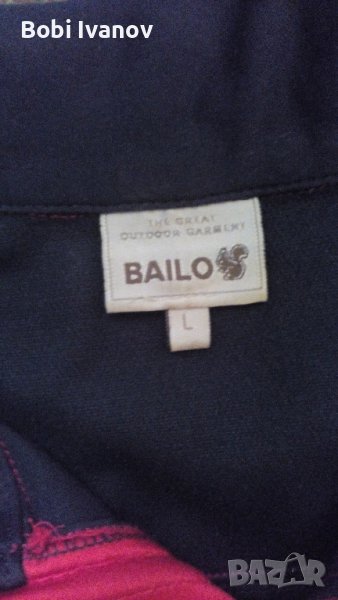 Bobi Ivanov
THE GREAT
OUTDOOR GARMENT
BAILO
L
BAZAR